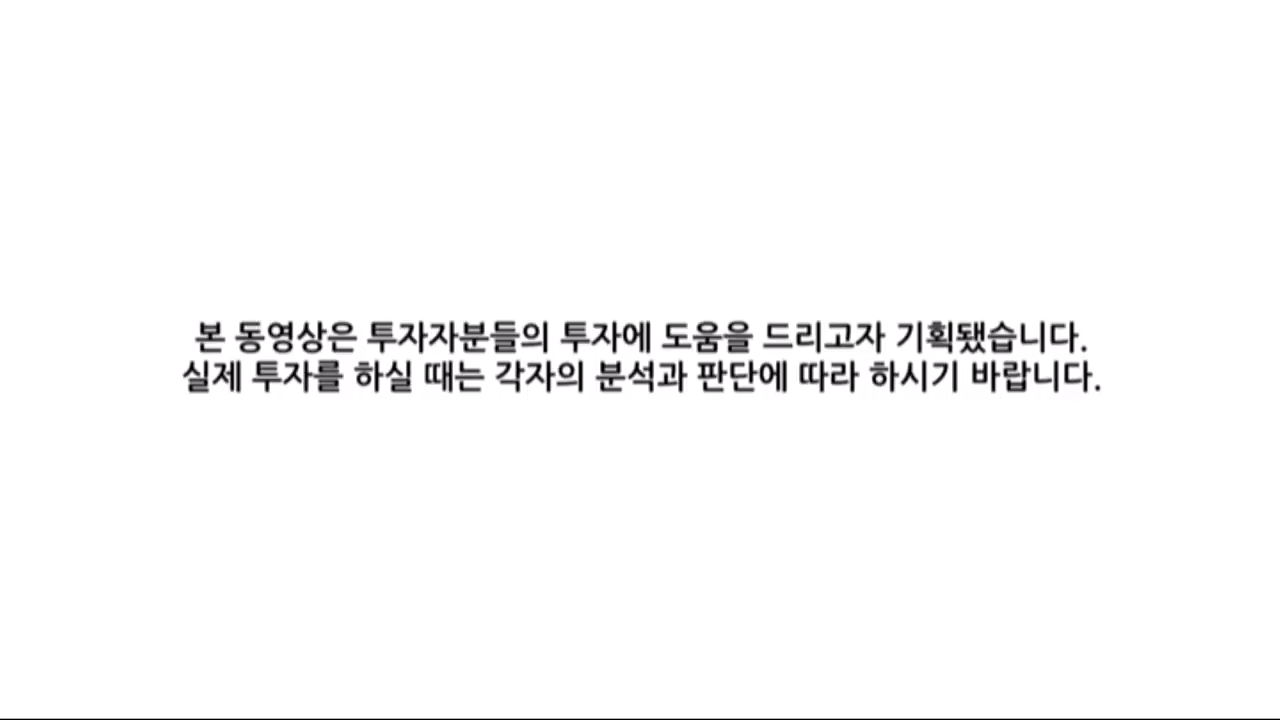 본 동영상은 투자자분들의 투자에 도움을 드리고자 기획됐습니다.
실제 투자를 하실 때는 각자의 분석과 판단에 따라 하시기 바랍니다.